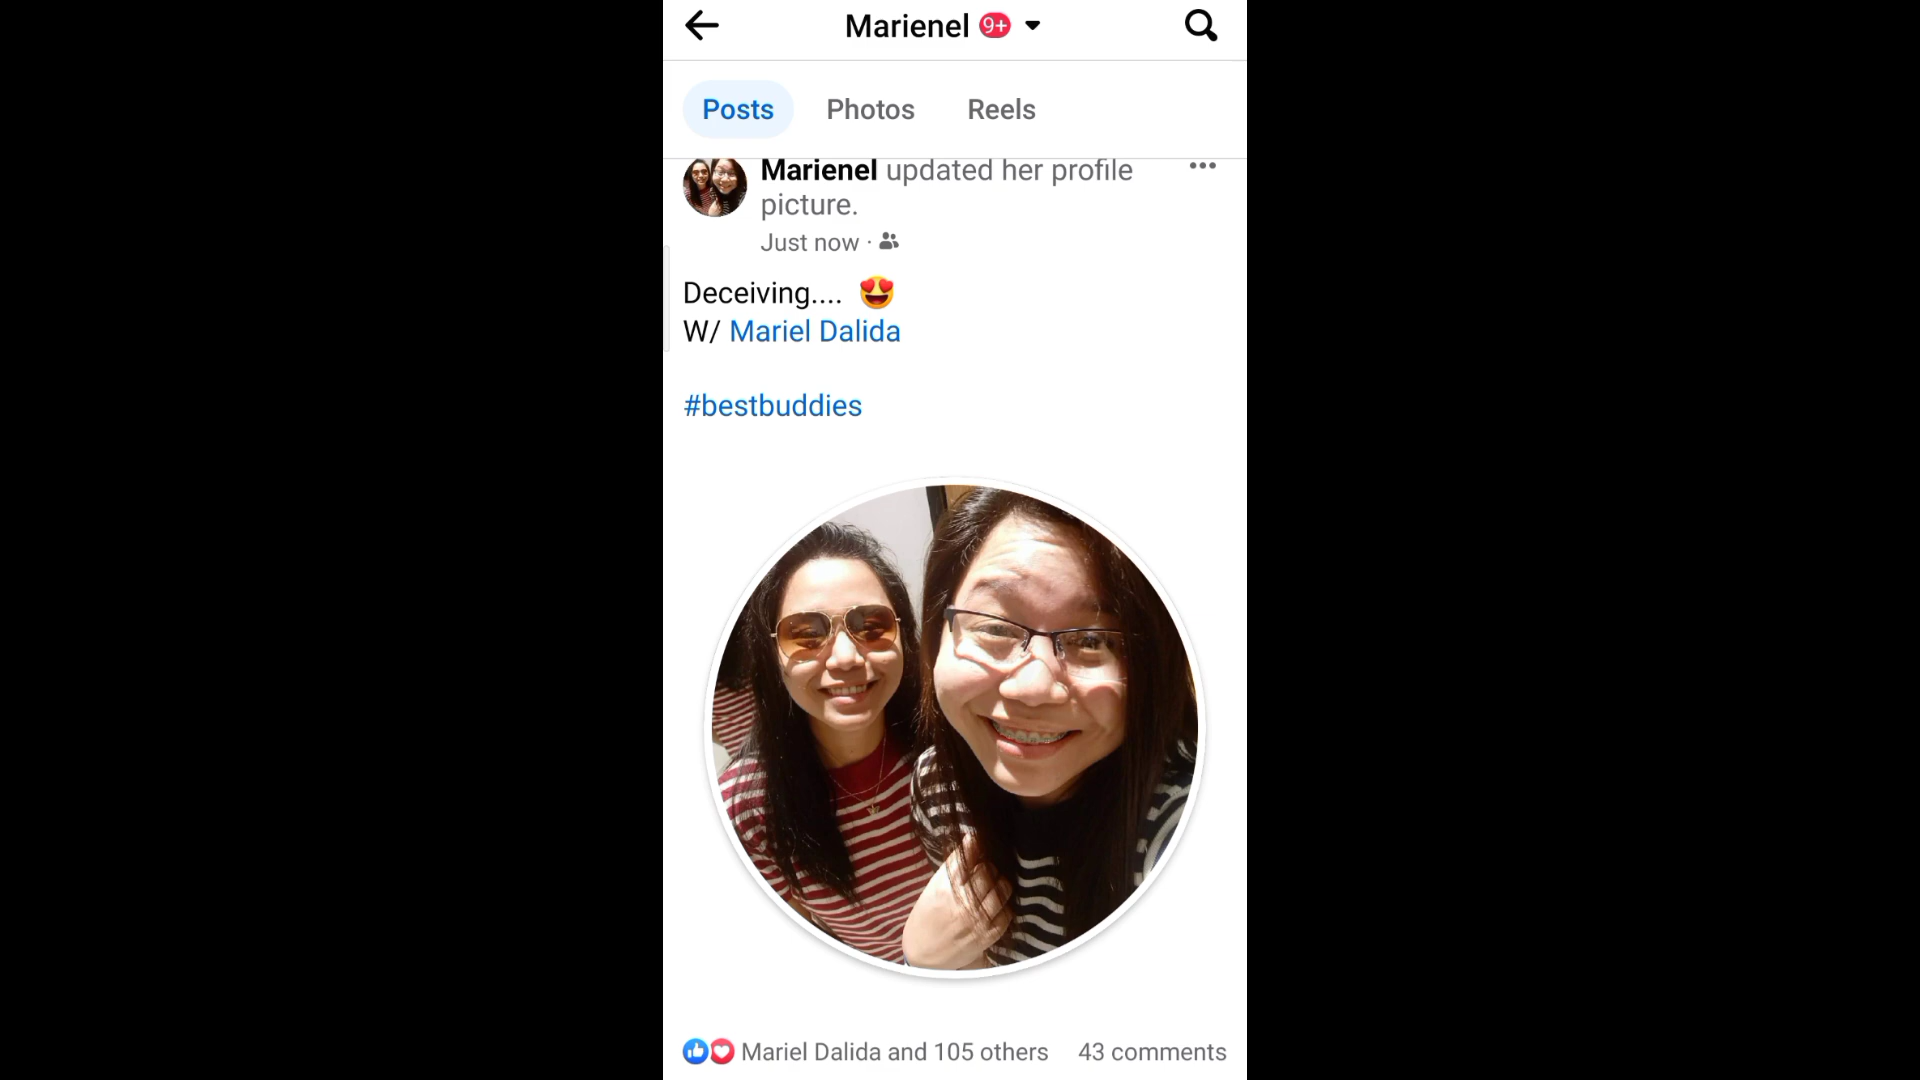 Marienel 9+
Posts Photos Reels
Marienel updated her profile
picture.
Just now ·
Deceiving.... 😍
W/ Mariel Dalida
#bestbuddies
Mariel Dalida and 105 others 43 comments